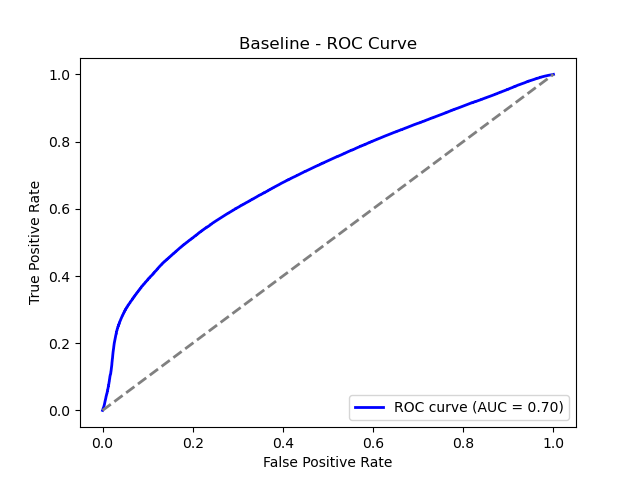 Baseline - ROC Curve
True Positive Rate
1.0
0.8
0.6
0.4
0.2
0.0
ROC curve (AUC = 0.70)
0.0 0.2 0.4 0.6 0.8 1.0
False Positive Rate